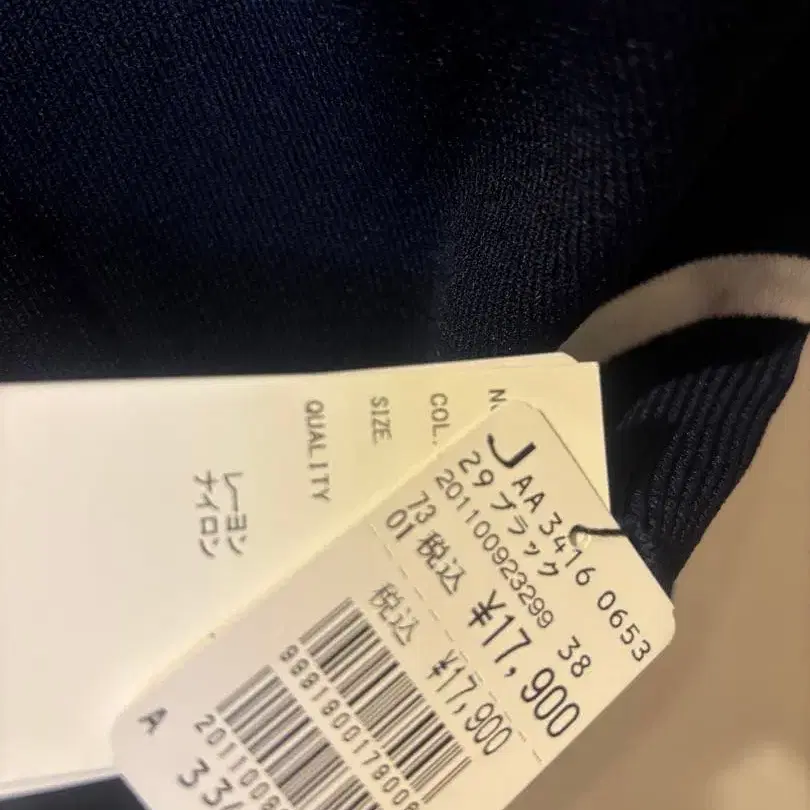 QUALITY
SIZE
COL.
レーヨン
ナイロン
J
AA 3416 0653
29 ブラック 38
201100923299
73
01 税込 ¥17,900
税込 ¥17,900
A